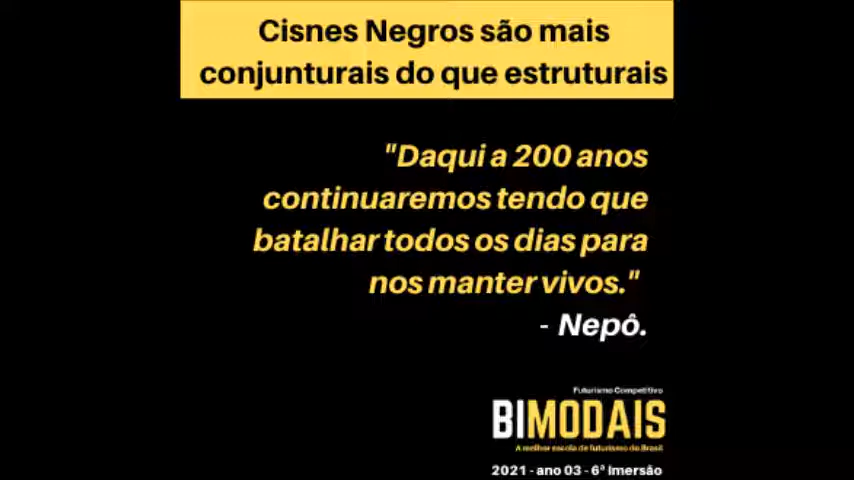 Cisnes Negros são mais
conjunturais do que estruturais
"Daqui a 200 anos
continuaremos tendo que
batalhar todos os dias para
nos manter vivos."
- Nepô.
Futurismo Competitivo
BIMODAIS
A melhor escola de futurismo do Brasil
2021 - ano 03 - 6ª Imersão